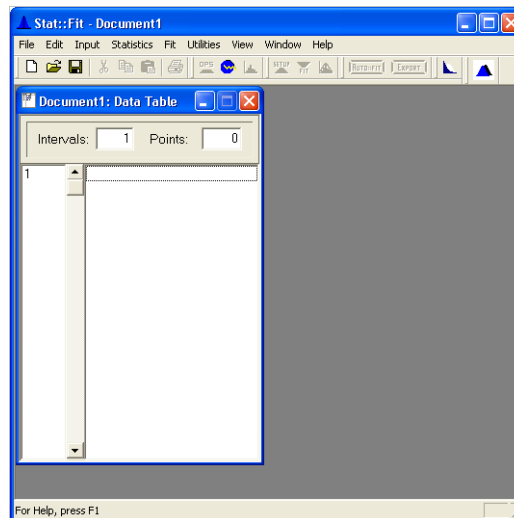 Stat::Fit - Document1
File Edit Input Statistics Fit Utilities View Window Help
OPS SETUP FIT AUTO::FIT EXPORT
Document1: Data Table
Intervals: 1 Points: 0
1
For Help, press F1